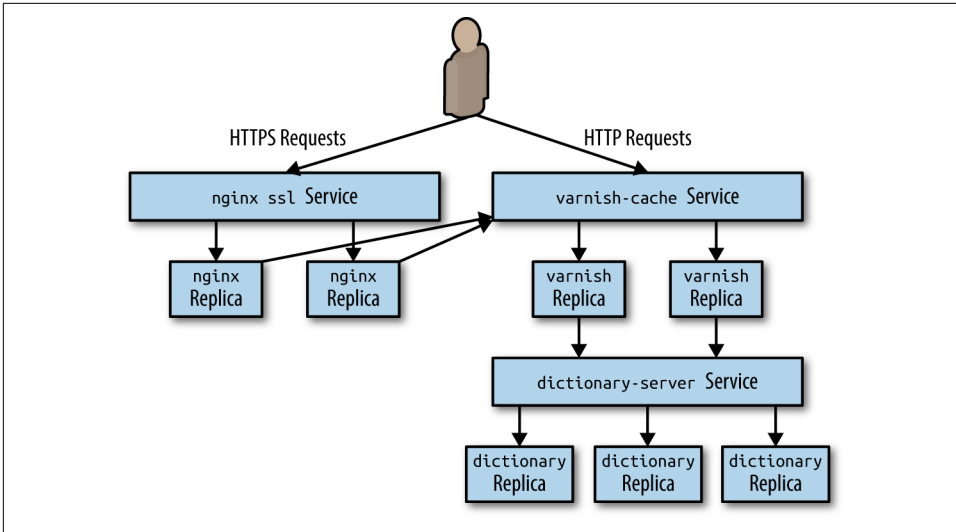 HTTPS Requests
HTTP Requests
nginx ssl Service
varnish-cache Service
nginx
Replica
nginx
Replica
varnish
Replica
varnish
Replica
dictionary-server Service
dictionary
Replica
dictionary
Replica
dictionary
Replica